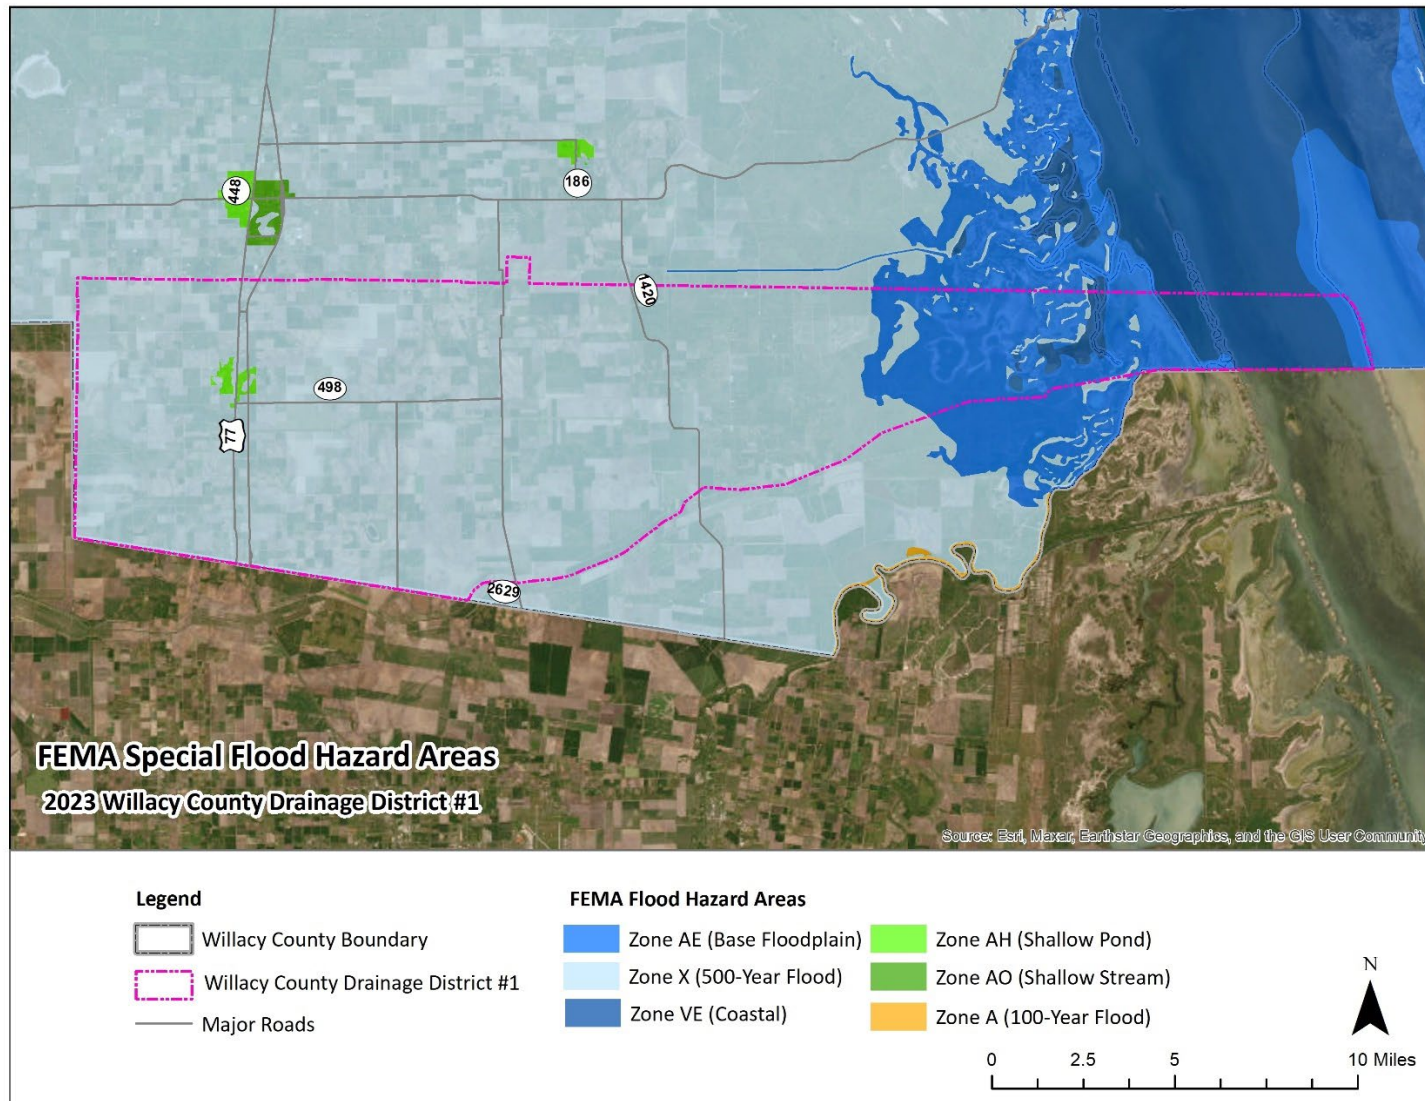 448
186
1420
498
77
2629
FEMA Special Flood Hazard Areas
2023 Willacy County Drainage District #1
Source: Esri, Maxar, Earthstar Geographics, and the GIS User Community
Legend
Willacy County Boundary
Willacy County Drainage District #1
Major Roads
FEMA Flood Hazard Areas
Zone AE (Base Floodplain)
Zone X (500-Year Flood)
Zone VE (Coastal)
Zone AH (Shallow Pond)
Zone AO (Shallow Stream)
Zone A (100-Year Flood)
N
0 2.5 5 10 Miles